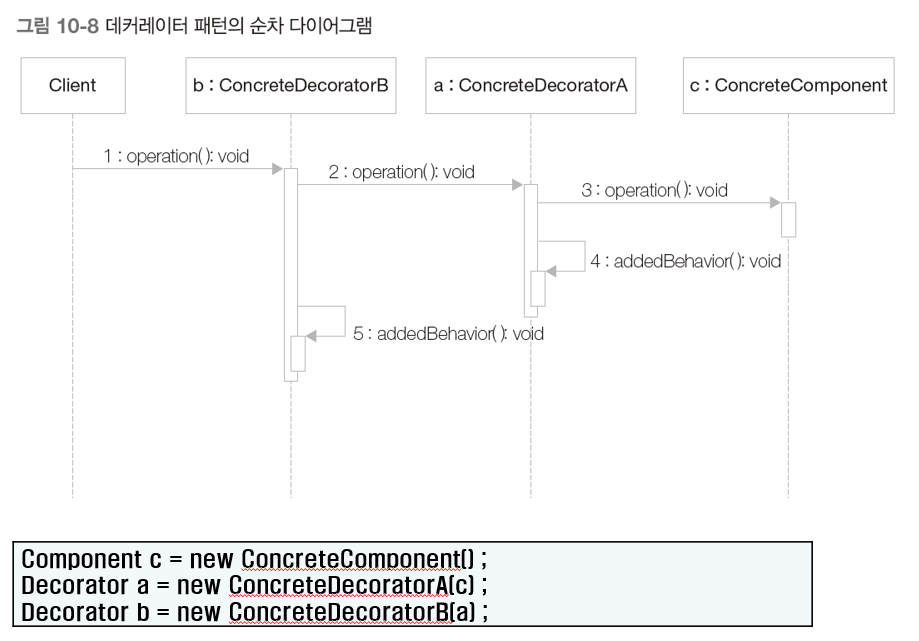 그림 10-8 데커레이터 패턴의 순차 다이어그램
Client
b : ConcreteDecoratorB
a : ConcreteDecoratorA
c : ConcreteComponent
1 : operation(): void
2 : operation(): void
3 : operation(): void
4 : addedBehavior(): void
5 : addedBehavior(): void
Component c = new ConcreteComponent() ;
Decorator a = new ConcreteDecoratorA(c) ;
Decorator b = new ConcreteDecoratorB(a) ;